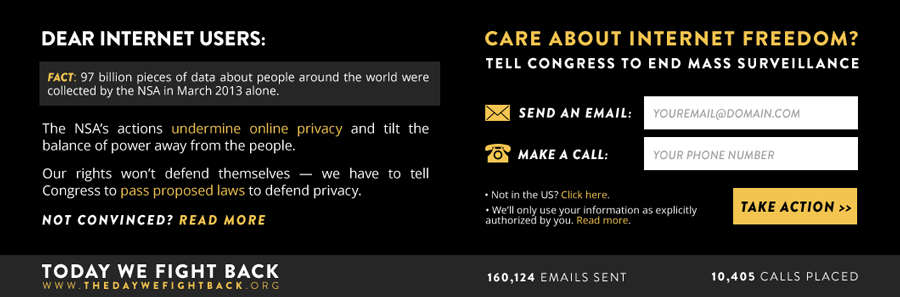 DEAR INTERNET USERS:
FACT: 97 billion pieces of data about people around the world were
collected by the NSA in March 2013 alone.
The NSA's actions undermine online privacy and tilt the
balance of power away from the people.
Our rights won't defend themselves — we have to tell
Congress to pass proposed laws to defend privacy.
NOT CONVINCED? READ MORE
CARE ABOUT INTERNET FREEDOM?
TELL CONGRESS TO END MASS SURVEILLANCE
SEND AN EMAIL: YOUREMAIL@DOMAIN.COM
MAKE A CALL: YOUR PHONE NUMBER
• Not in the US? Click here.
• We'll only use your information as explicitly
authorized by you. Read more.
TAKE ACTION >>
TODAY WE FIGHT BACK
WWW.THEDAYWEFIGHTBACK.ORG
160,124 EMAILS SENT
10,405 CALLS PLACED